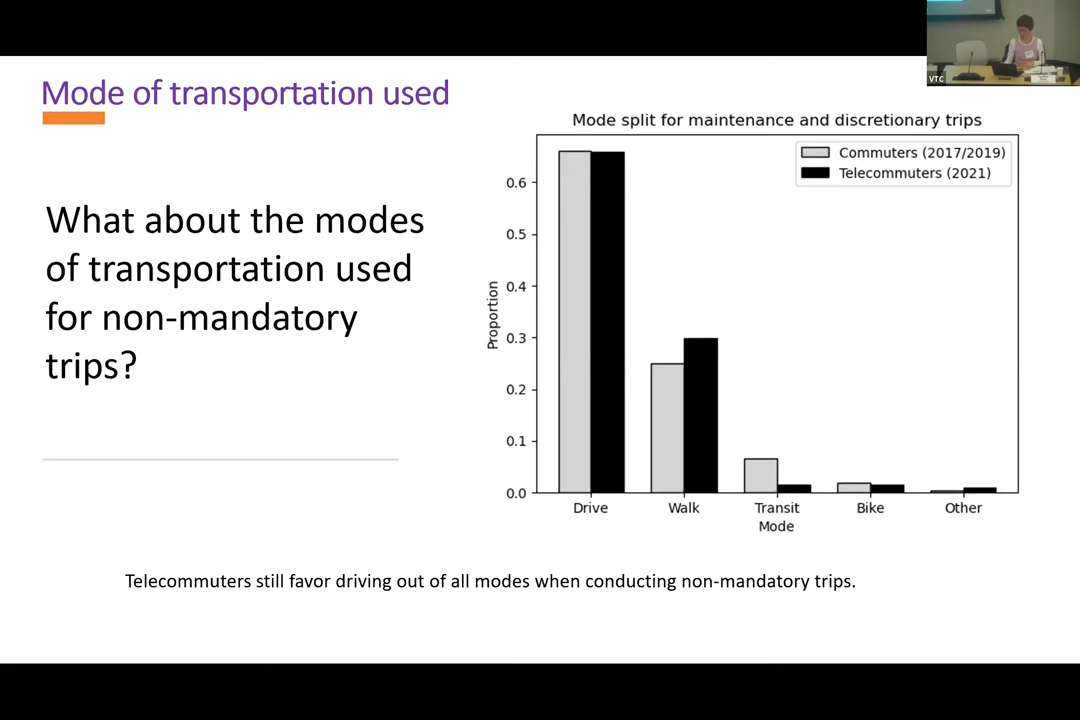 VTC
Mode of transportation used
What about the modes
of transportation used
for non-mandatory
trips?
Mode split for maintenance and discretionary trips
Commuters (2017/2019)
Telecommuters (2021)
Proportion
0.6
0.5
0.4
0.3
0.2
0.1
0.0
Drive Walk Transit Bike Other
Mode
Telecommuters still favor driving out of all modes when conducting non-mandatory trips.